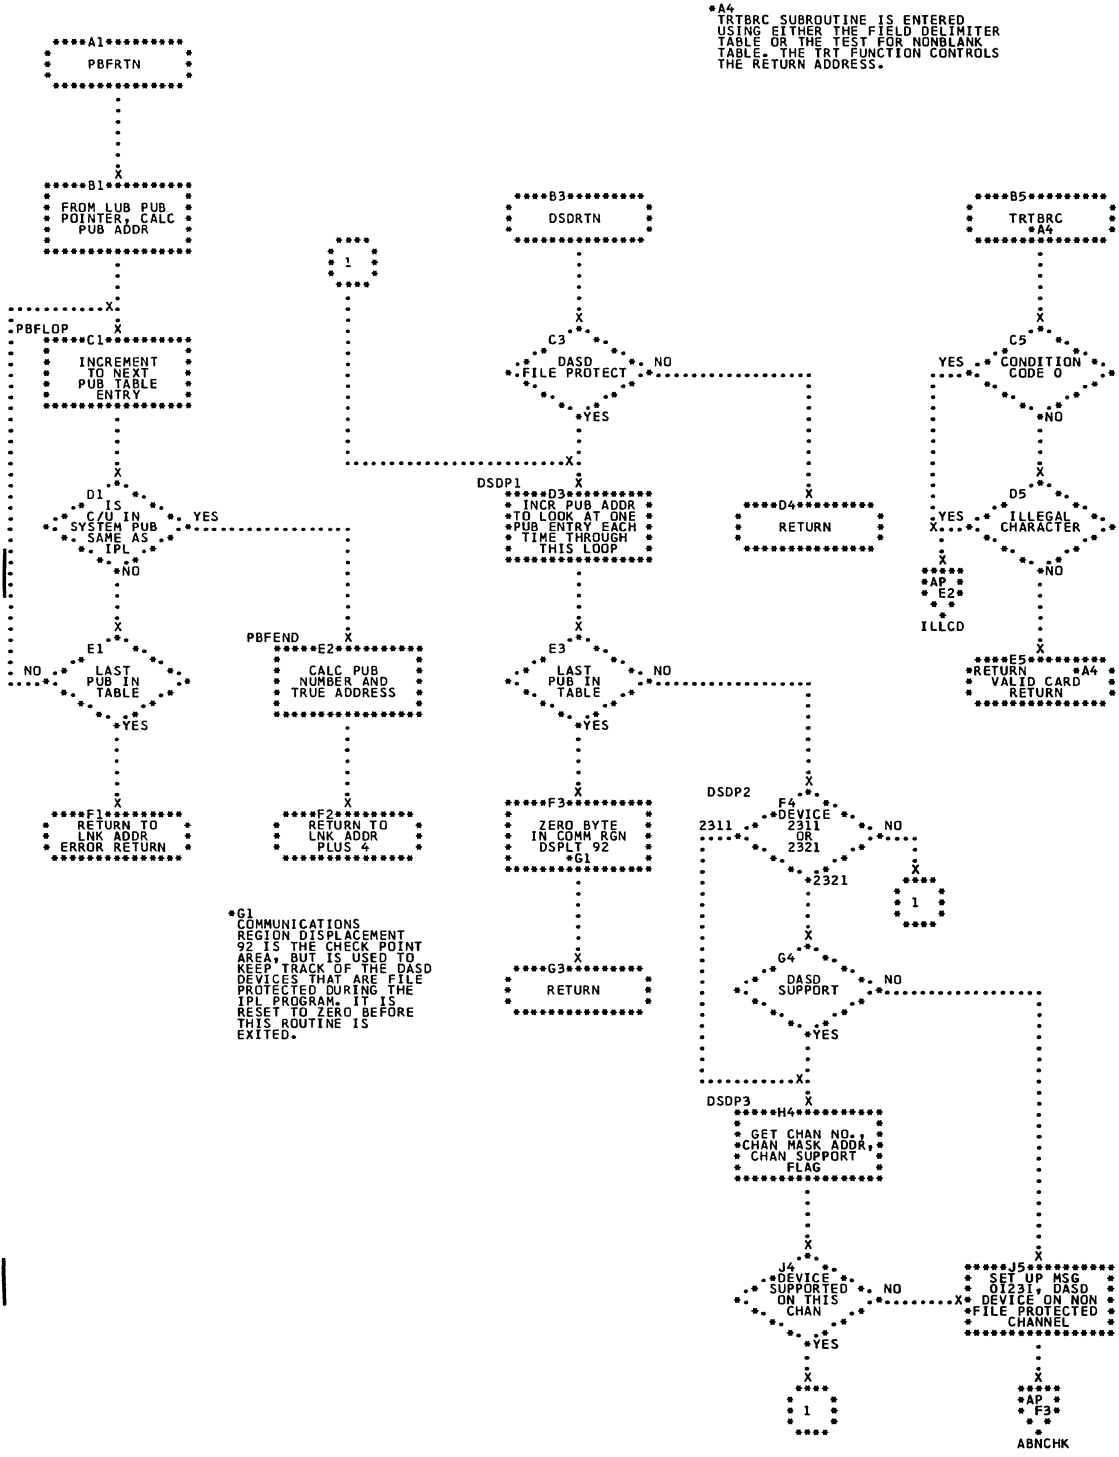 *A4
TRTBRC SUBROUTINE IS ENTERED
USING EITHER THE FIELD DELIMITER
TABLE OR THE TEST FOR NONBLANK
TABLE. THE TRT FUNCTION CONTROLS
THE RETURN ADDRESS.
A1
PBFRTN
B1
FROM LUB PUB
POINTER, CALC
PUB ADDR
PBFLOP
C1
INCREMENT
TO NEXT
PUB TABLE
ENTRY
D1
IS
C/U IN
SYSTEM PUB
SAME AS
IPL
YES
NO
E1
LAST
PUB IN
TABLE
NO
YES
F1
RETURN TO
LNK ADDR
ERROR RETURN
PBFEND
E2
CALC PUB
NUMBER AND
TRUE ADDRESS
F2
RETURN TO
LNK ADDR
PLUS 4
*G1
COMMUNICATIONS
REGION DISPLACEMENT
92 IS THE CHECK POINT
AREA, BUT IS USED TO
KEEP TRACK OF THE DASD
DEVICES THAT ARE FILE
PROTECTED DURING THE
IPL PROGRAM. IT IS
RESET TO ZERO BEFORE
THIS ROUTINE IS
EXITED.
1
B3
DSDRTN
C3
DASD
FILE PROTECT
NO
YES
D4
RETURN
DSDP1
D3
INCR PUB ADDR
TO LOOK AT ONE
PUB ENTRY EACH
TIME THROUGH
THIS LOOP
E3
LAST
PUB IN
TABLE
NO
YES
F3
ZERO BYTE
IN COMM RGN
DSPLT 92
*G1
G3
RETURN
DSDP2
F4
DEVICE
2311
OR
2321
2311
NO
2321
1
G4
DASD
SUPPORT
NO
YES
DSDP3
H4
GET CHAN NO.,
CHAN MASK ADDR,
CHAN SUPPORT
FLAG
J4
DEVICE
SUPPORTED
ON THIS
CHAN
NO
YES
1
J5
SET UP MSG
0I23I, DASD
DEVICE ON NON
FILE PROTECTED
CHANNEL
AP
F3
ABNCHK
B5
TRTBRC
*A4
C5
CONDITION
CODE 0
YES
NO
D5
ILLEGAL
CHARACTER
YES
NO
AP
E2
ILLCD
E5
RETURN *A4
VALID CARD
RETURN